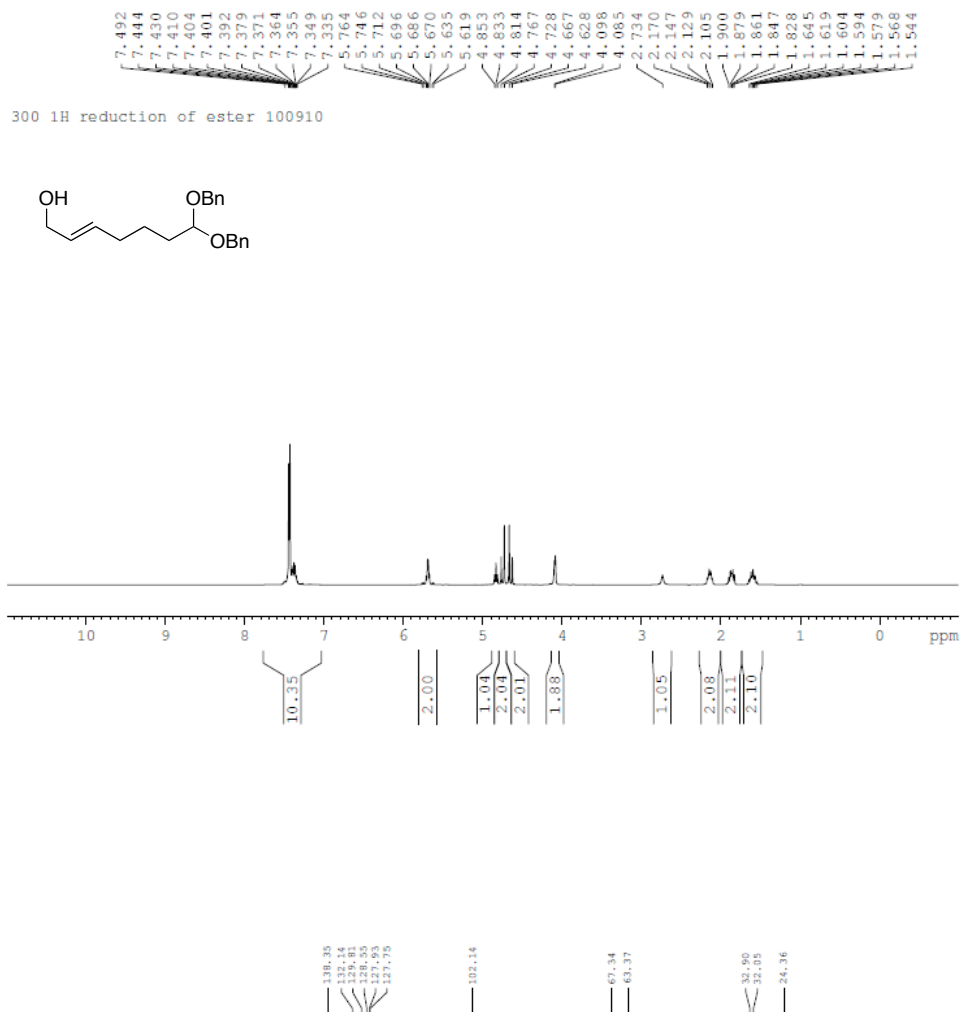 7.492 7.444 7.430 7.410 7.404 7.401 7.392 7.379 7.371 7.364 7.355 7.349 7.335 5.764 5.746 5.712 5.696 5.686 5.670 5.635 5.619 4.853 4.833 4.814 4.767 4.728 4.667 4.628 4.098 4.085 2.734 2.170 2.147 2.129 2.105 1.900 1.879 1.861 1.847 1.828 1.645 1.619 1.604 1.594 1.579 1.568 1.544
300 1H reduction of ester 100910
OH OBn
OBn
10 9 8 7 6 5 4 3 2 1 0 ppm
10.35 2.00 1.04 2.04 2.01 1.88 1.05 2.08 2.11 2.10
138.35 132.14 129.81 128.55 127.93 127.75 102.14 67.34 63.37 32.90 32.05 24.36